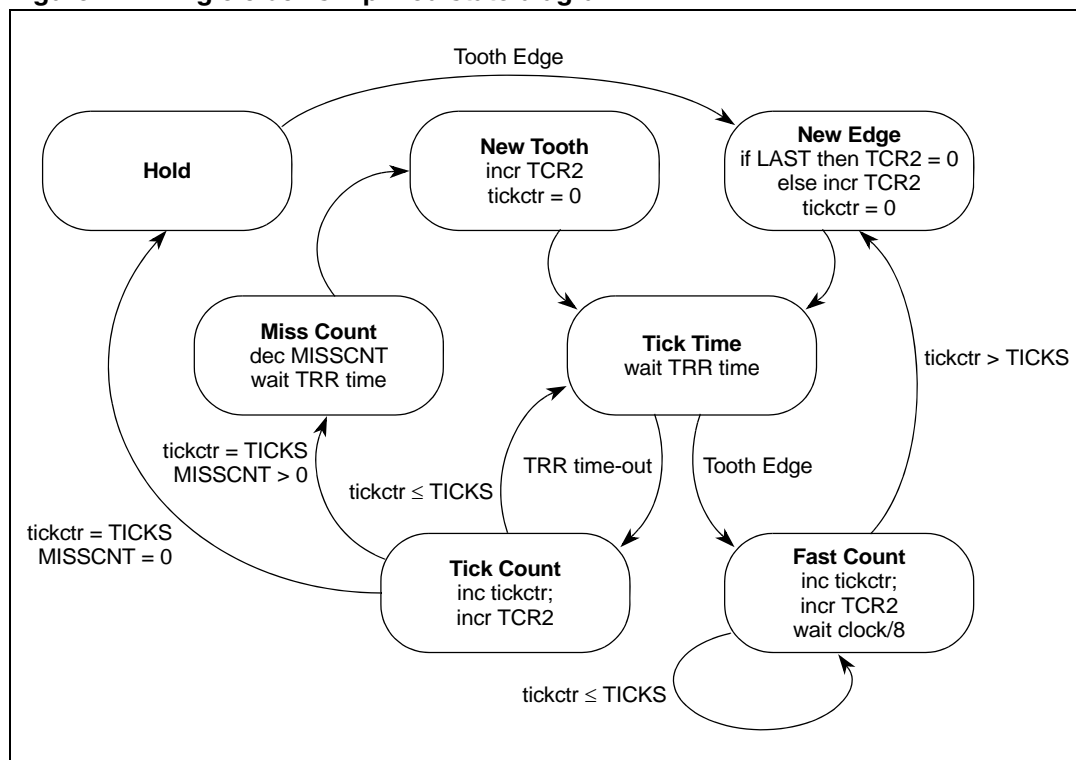 Tooth Edge
Hold
New Tooth
incr TCR2
tickctr = 0
New Edge
if LAST then TCR2 = 0
else incr TCR2
tickctr = 0
Miss Count
dec MISSCNT
wait TRR time
Tick Time
wait TRR time
tickctr > TICKS
tickctr = TICKS
MISSCNT > 0
tickctr ≤ TICKS
TRR time-out
Tooth Edge
tickctr = TICKS
MISSCNT = 0
Tick Count
inc tickctr;
incr TCR2
Fast Count
inc tickctr;
incr TCR2
wait clock/8
tickctr ≤ TICKS